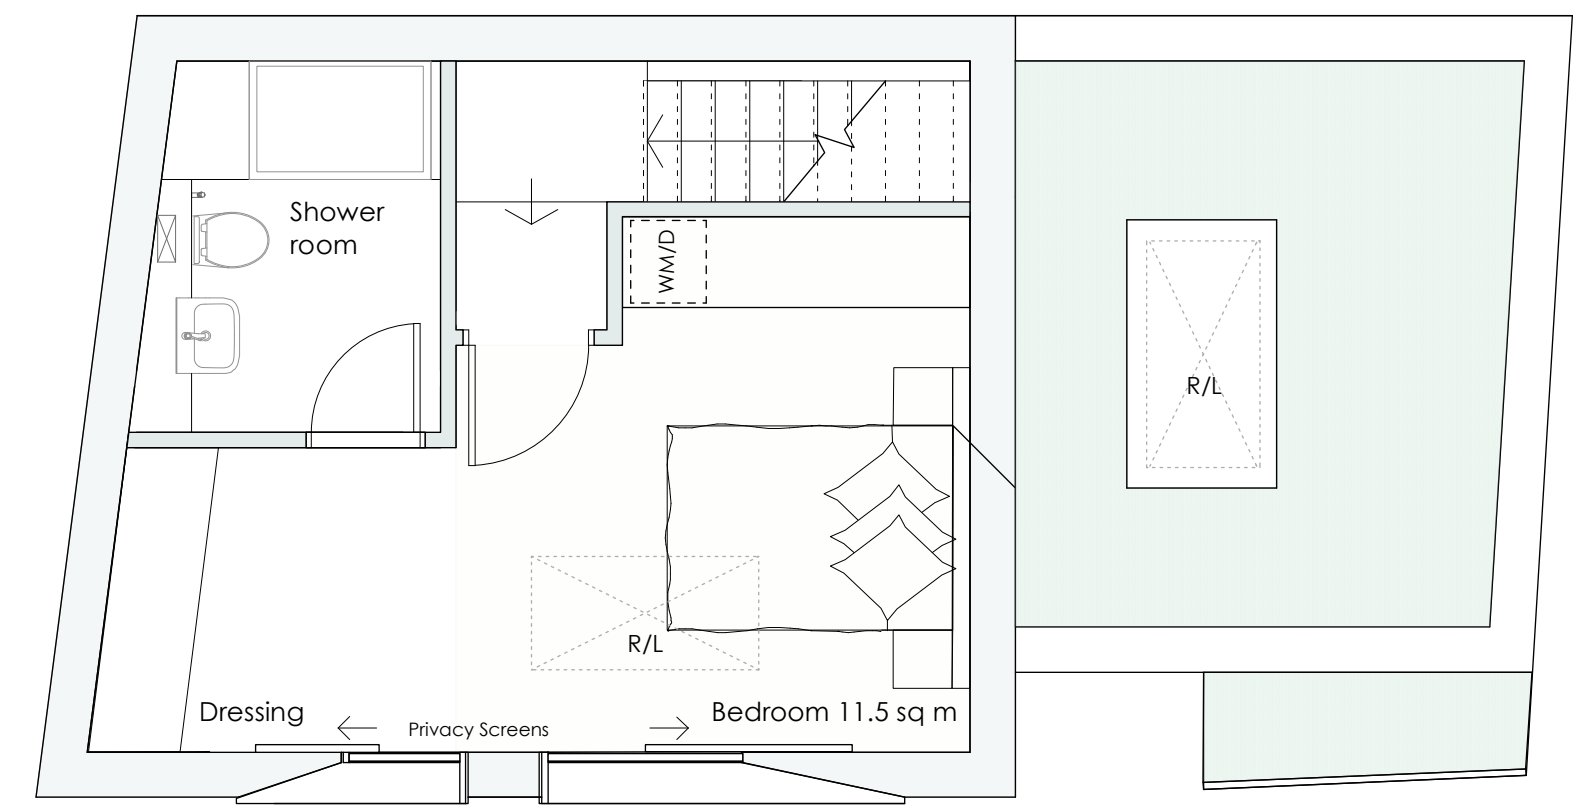 Shower
room
WM/D
R/L
R/L
Dressing
Privacy Screens
Bedroom 11.5 sq m